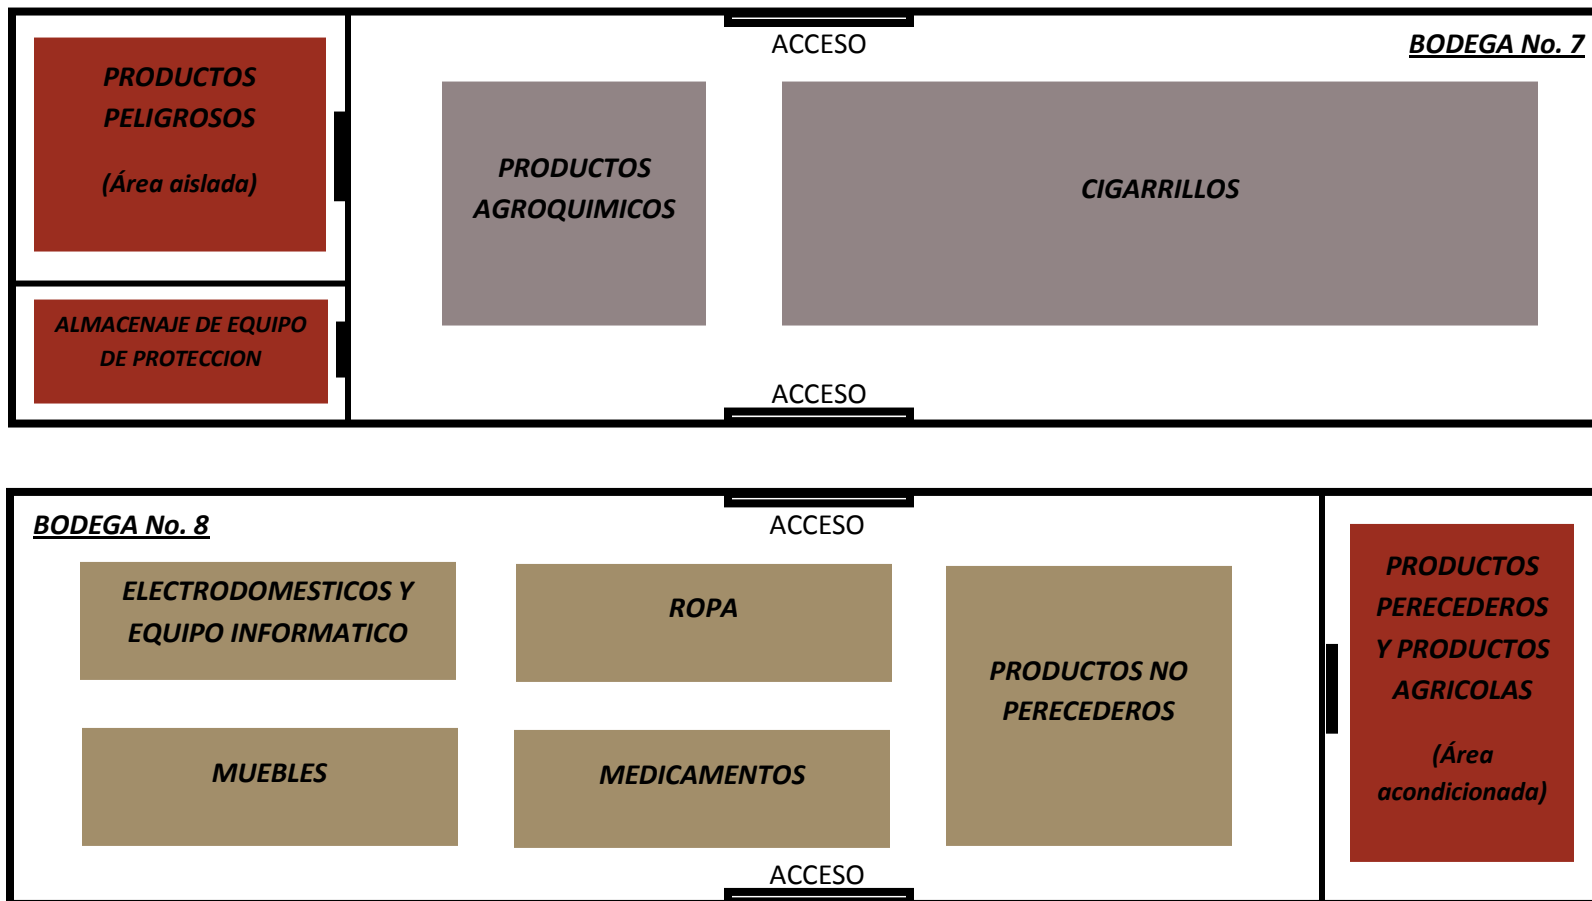 ACCESO
BODEGA No. 7
PRODUCTOS
PELIGROSOS
(Área aislada)
PRODUCTOS
AGROQUIMICOS
CIGARRILLOS
ALMACENAJE DE EQUIPO
DE PROTECCION
ACCESO
BODEGA No. 8
ACCESO
ELECTRODOMESTICOS Y
EQUIPO INFORMATICO
ROPA
PRODUCTOS NO
PERECEDEROS
PRODUCTOS
PERECEDEROS
Y PRODUCTOS
AGRICOLAS
(Área
acondicionada)
MUEBLES
MEDICAMENTOS
ACCESO